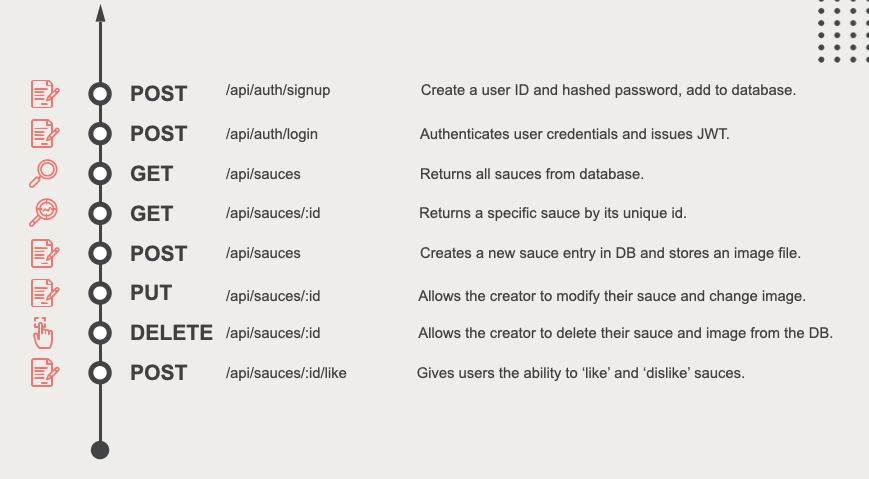 POST /api/auth/signup Create a user ID and hashed password, add to database.
POST /api/auth/login Authenticates user credentials and issues JWT.
GET /api/sauces Returns all sauces from database.
GET /api/sauces/:id Returns a specific sauce by its unique id.
POST /api/sauces Creates a new sauce entry in DB and stores an image file.
PUT /api/sauces/:id Allows the creator to modify their sauce and change image.
DELETE /api/sauces/:id Allows the creator to delete their sauce and image from the DB.
POST /api/sauces/:id/like Gives users the ability to ‘like’ and ‘dislike’ sauces.